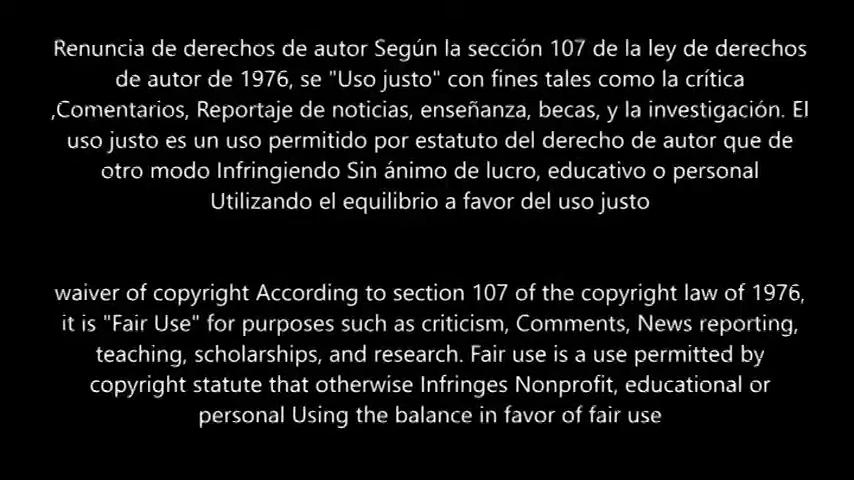 Renuncia de derechos de autor Según la sección 107 de la ley de derechos
de autor de 1976, se "Uso justo" con fines tales como la crítica
,Comentarios, Reportaje de noticias, enseñanza, becas, y la investigación. El
uso justo es un uso permitido por estatuto del derecho de autor que de
otro modo Infringiendo Sin ánimo de lucro, educativo o personal
Utilizando el equilibrio a favor del uso justo
waiver of copyright According to section 107 of the copyright law of 1976,
it is "Fair Use" for purposes such as criticism, Comments, News reporting,
teaching, scholarships, and research. Fair use is a use permitted by
copyright statute that otherwise Infringes Nonprofit, educational or
personal Using the balance in favor of fair use